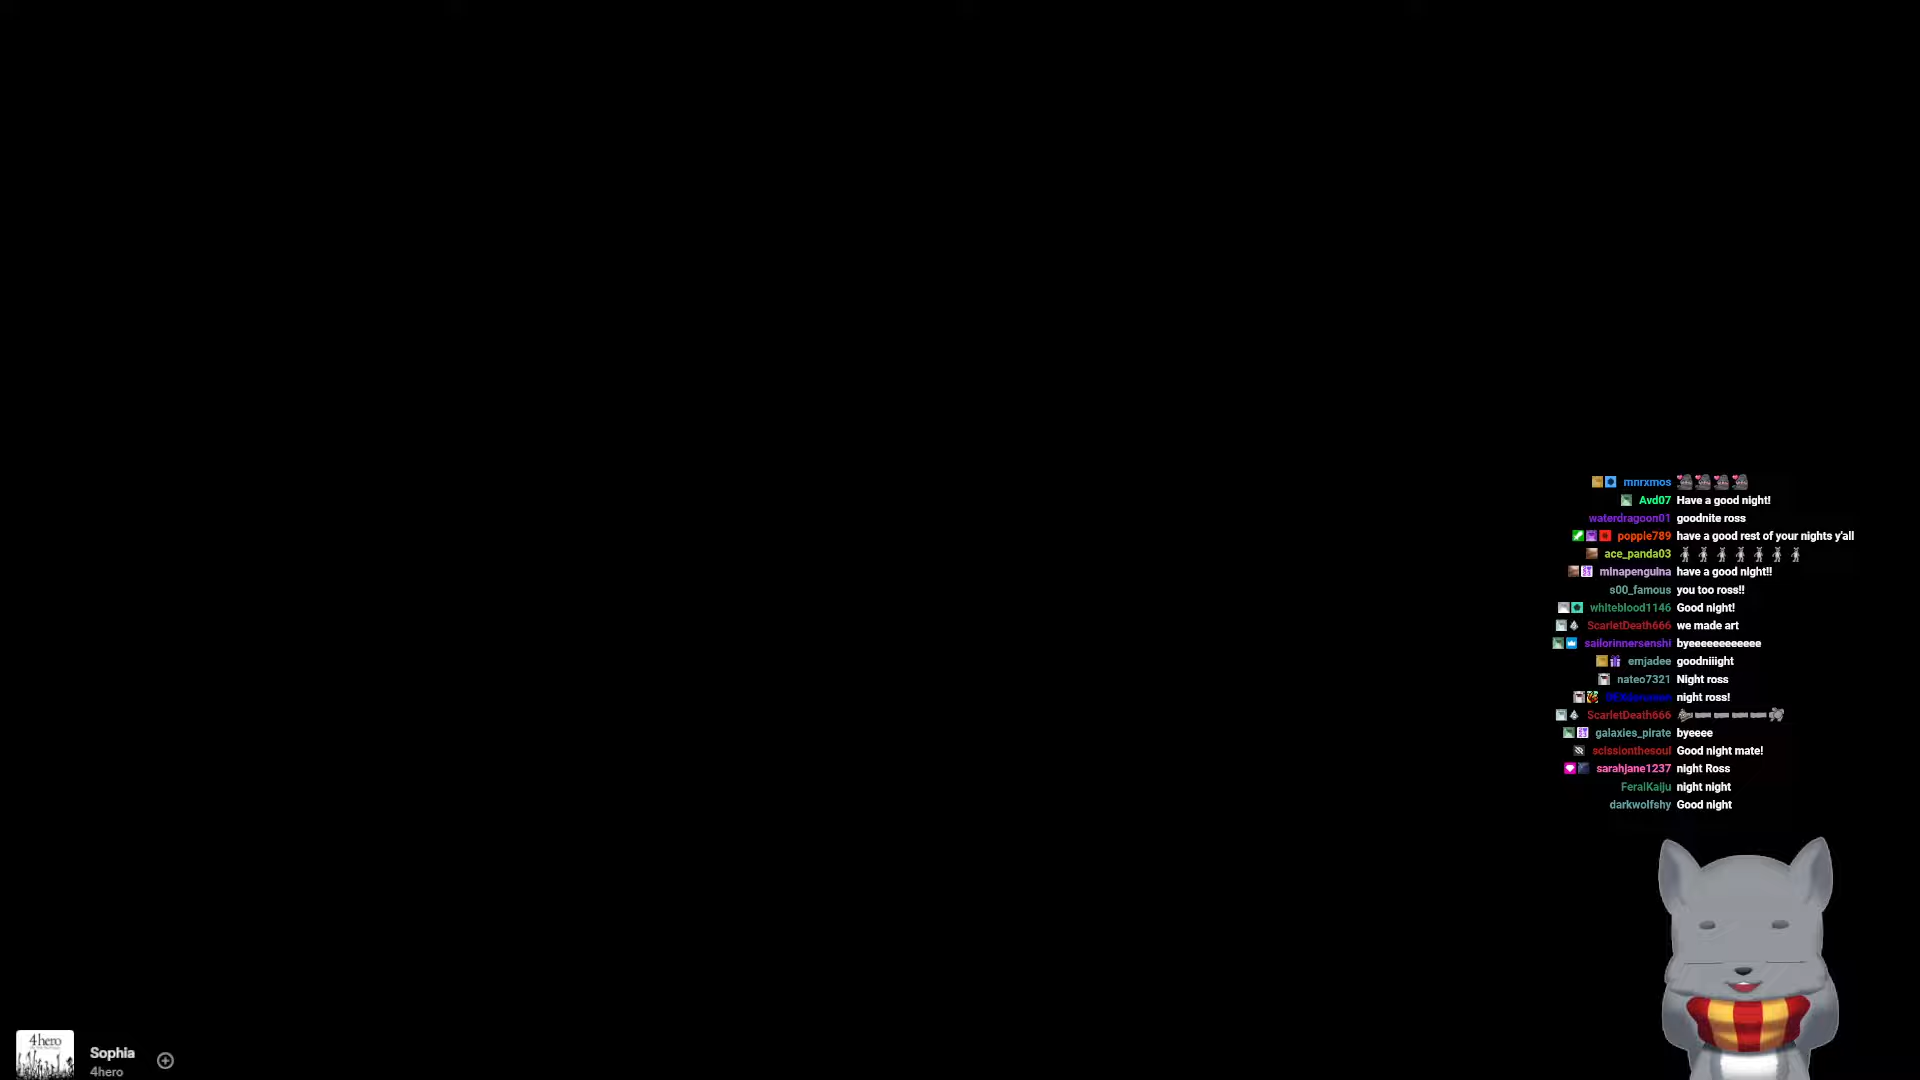 mnrxmos
Avd07 Have a good night!
waterdragoon01 goodnite ross
popple789 have a good rest of your nights y'all
ace_panda03
minapenguina have a good night!!
s00_famous you too ross!!
whiteblood1146 Good night!
ScarletDeath666 we made art
sailorinnersenshi byeeeeeeeeeeee
emjadee goodniiight
nateo7321 Night ross
night ross!
ScarletDeath666
galaxies_pirate byeeee
scissionthesoul Good night mate!
sarahjane1237 night Ross
FeralKaiju night night
darkwolfshy Good night
4hero
Sophia
4hero